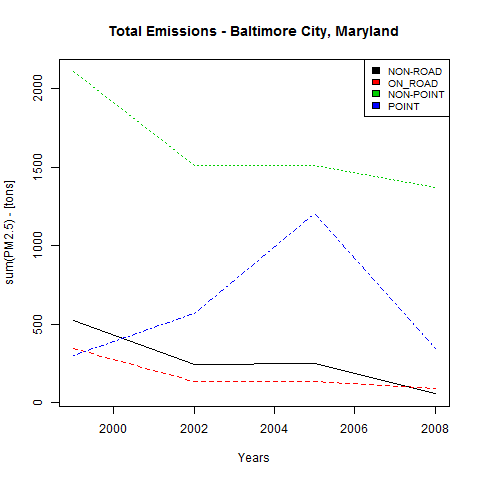 Total Emissions - Baltimore City, Maryland
NON-ROAD
ON_ROAD
NON-POINT
POINT
sum(PM2.5) - [tons]
2000
1500
1000
500
0
2000 2002 2004 2006 2008
Years